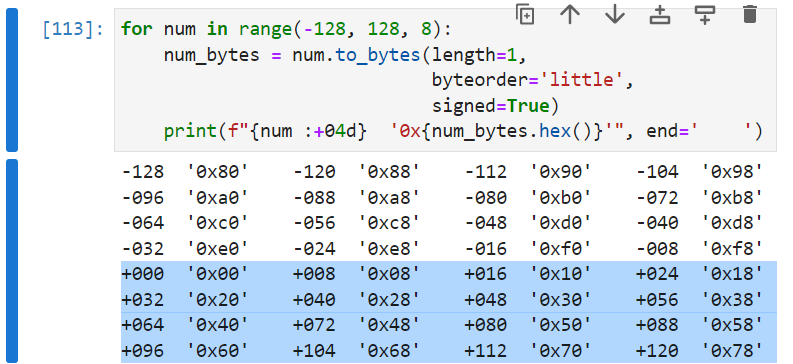 [113]: for num in range(-128, 128, 8):
    num_bytes = num.to_bytes(length=1,
                             byteorder='little',
                             signed=True)
    print(f"{num :+04d}  '0x{num_bytes.hex()}'", end='    ')
-128  '0x80'    -120  '0x88'    -112  '0x90'    -104  '0x98'
-096  '0xa0'    -088  '0xa8'    -080  '0xb0'    -072  '0xb8'
-064  '0xc0'    -056  '0xc8'    -048  '0xd0'    -040  '0xd8'
-032  '0xe0'    -024  '0xe8'    -016  '0xf0'    -008  '0xf8'
+000  '0x00'    +008  '0x08'    +016  '0x10'    +024  '0x18'
+032  '0x20'    +040  '0x28'    +048  '0x30'    +056  '0x38'
+064  '0x40'    +072  '0x48'    +080  '0x50'    +088  '0x58'
+096  '0x60'    +104  '0x68'    +112  '0x70'    +120  '0x78'